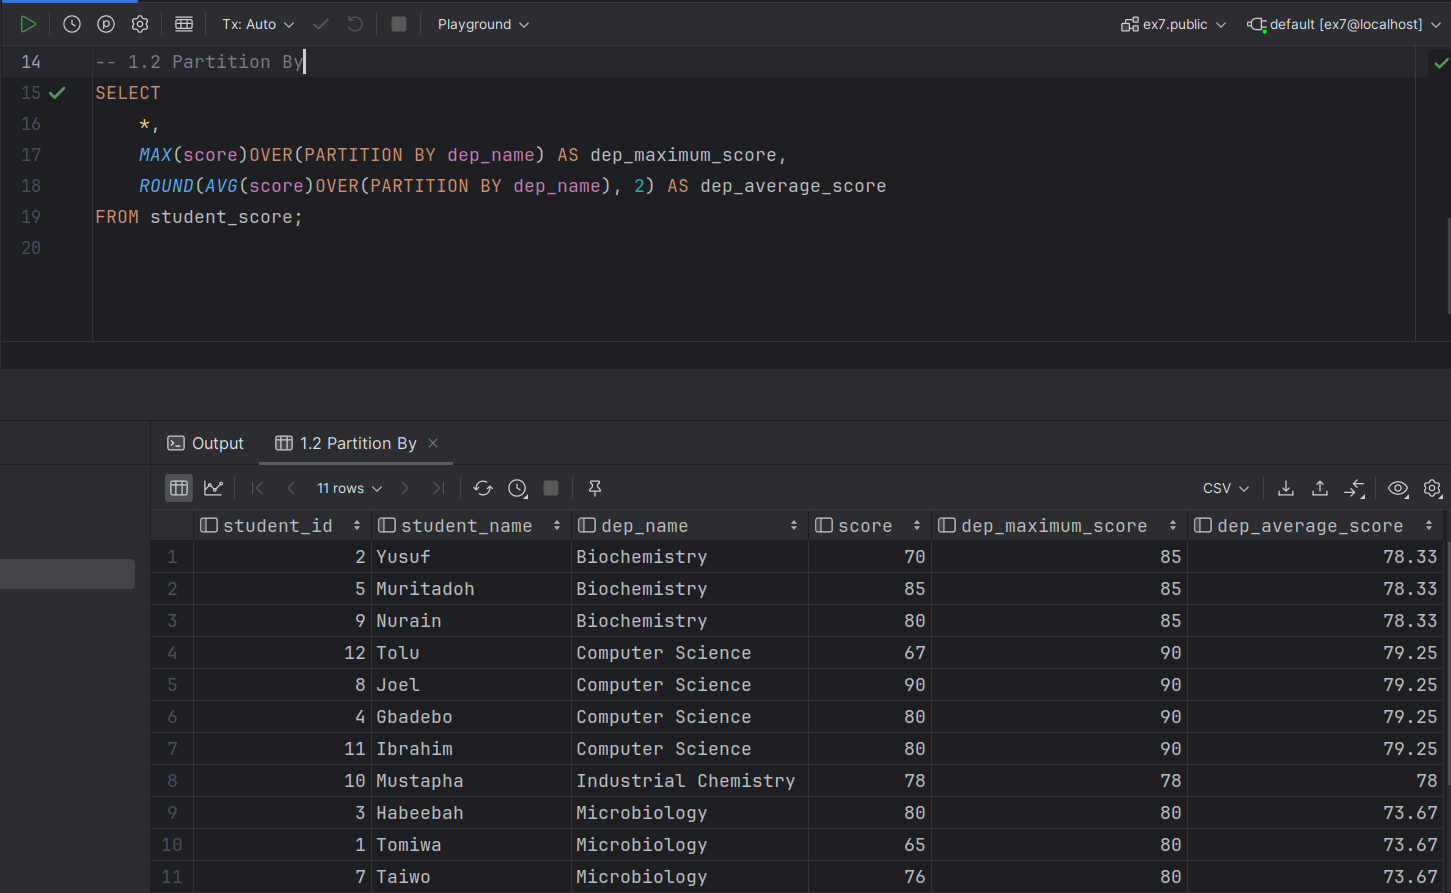 Tx: Auto Playground ex7.public default [ex7@localhost]
14 -- 1.2 Partition By
15 SELECT
16 *,
17 MAX(score)OVER(PARTITION BY dep_name) AS dep_maximum_score,
18 ROUND(AVG(score)OVER(PARTITION BY dep_name), 2) AS dep_average_score
19 FROM student_score;
20
Output 1.2 Partition By
11 rows CSV
student_id student_name dep_name score dep_maximum_score dep_average_score
1 2 Yusuf Biochemistry 70 85 78.33
2 5 Muritadoh Biochemistry 85 85 78.33
3 9 Nurain Biochemistry 80 85 78.33
4 12 Tolu Computer Science 67 90 79.25
5 8 Joel Computer Science 90 90 79.25
6 4 Gbadebo Computer Science 80 90 79.25
7 11 Ibrahim Computer Science 80 90 79.25
8 10 Mustapha Industrial Chemistry 78 78 78
9 3 Habeebah Microbiology 80 80 73.67
10 1 Tomiwa Microbiology 65 80 73.67
11 7 Taiwo Microbiology 76 80 73.67